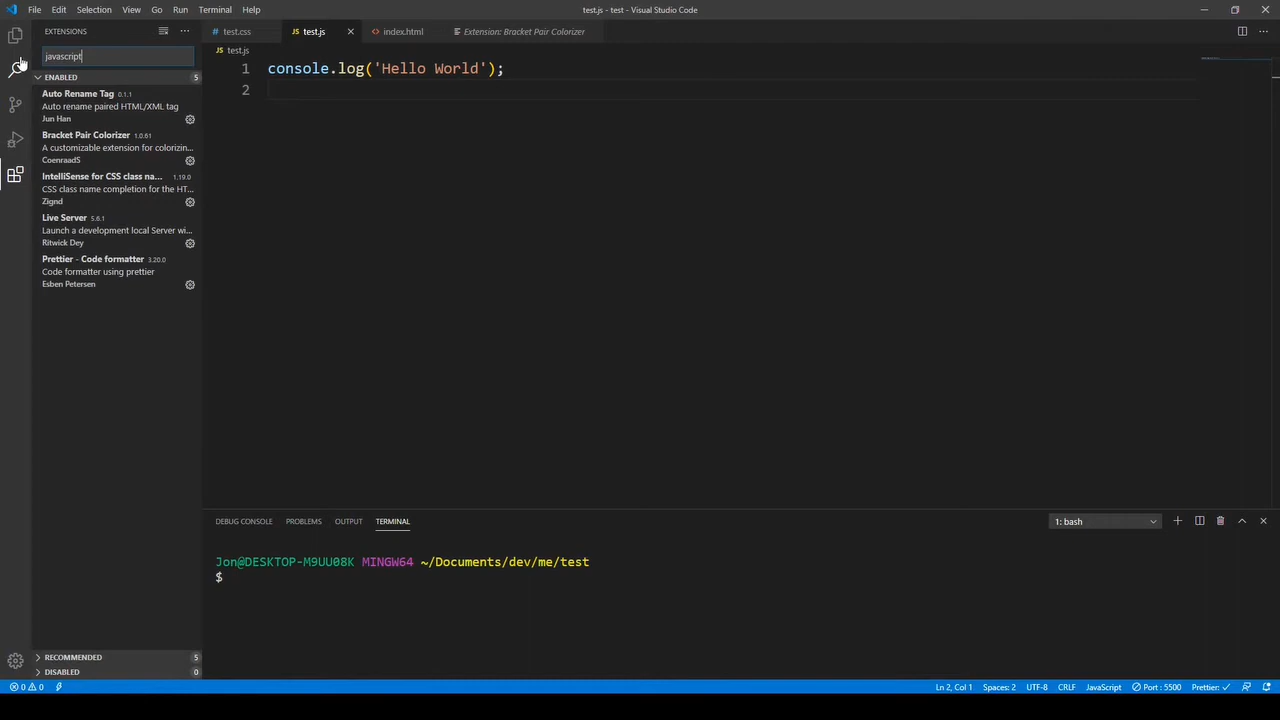 File Edit Selection View Go Run Terminal Help
test.js - test - Visual Studio Code
EXTENSIONS
test.css
test.js
index.html
Extension: Bracket Pair Colorizer
javascript
JS test.js
ENABLED 5
Auto Rename Tag 0.1.1
Auto rename paired HTML/XML tag
Jun Han
Bracket Pair Colorizer 1.0.61
A customizable extension for colorizin...
CoenraadS
IntelliSense for CSS class na... 1.19.0
CSS class name completion for the HT...
Zignd
Live Server 5.6.1
Launch a development local Server wi...
Ritwick Dey
Prettier - Code formatter 3.20.0
Code formatter using prettier
Esben Petersen
RECOMMENDED 5
DISABLED 0
1 console.log('Hello World');
2
DEBUG CONSOLE PROBLEMS OUTPUT TERMINAL
1: bash
Jon@DESKTOP-M9UU08K MINGW64 ~/Documents/dev/me/test
$
0 0
Ln 2, Col 1 Spaces: 2 UTF-8 CRLF JavaScript Port : 5500 Prettier: ✓